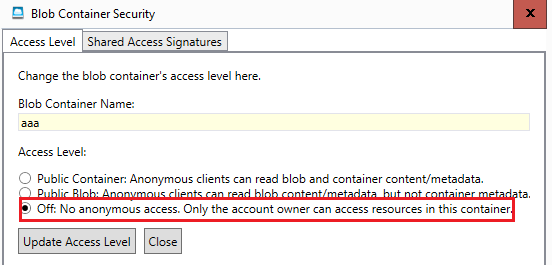 Blob Container Security
x
Access Level
Shared Access Signatures
Change the blob container's access level here.
Blob Container Name:
aaa
Access Level:
Public Container: Anonymous clients can read blob and container content/metadata.
Public Blob: Anonymous clients can read blob content/metadata, but not container metadata.
Off: No anonymous access. Only the account owner can access resources in this container.
Update Access Level
Close